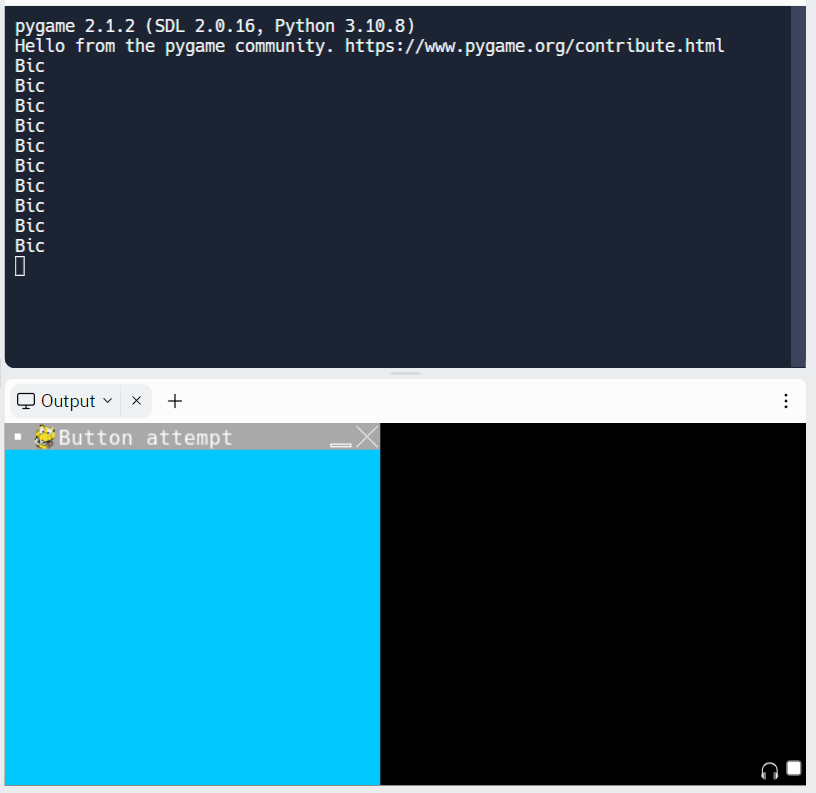 pygame 2.1.2 (SDL 2.0.16, Python 3.10.8)
Hello from the pygame community. https://www.pygame.org/contribute.html
Bic
Bic
Bic
Bic
Bic
Bic
Bic
Bic
Bic
Bic
Output
Button attempt